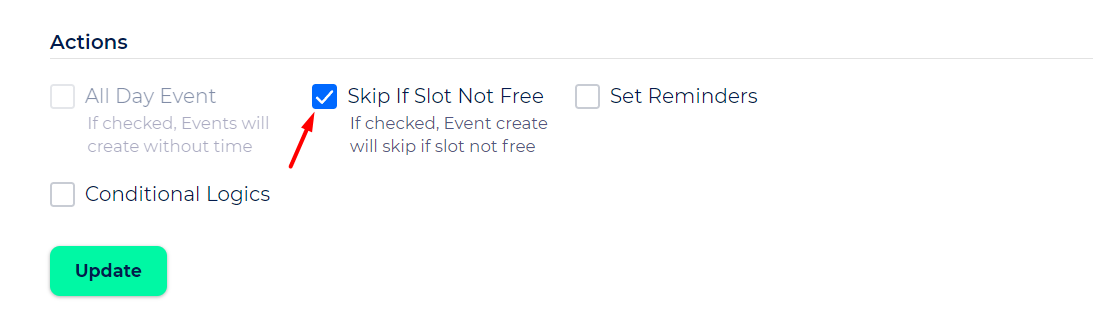 Actions
All Day Event
If checked, Events will
create without time
Skip If Slot Not Free
If checked, Event create
will skip if slot not free
Set Reminders
Conditional Logics
Update